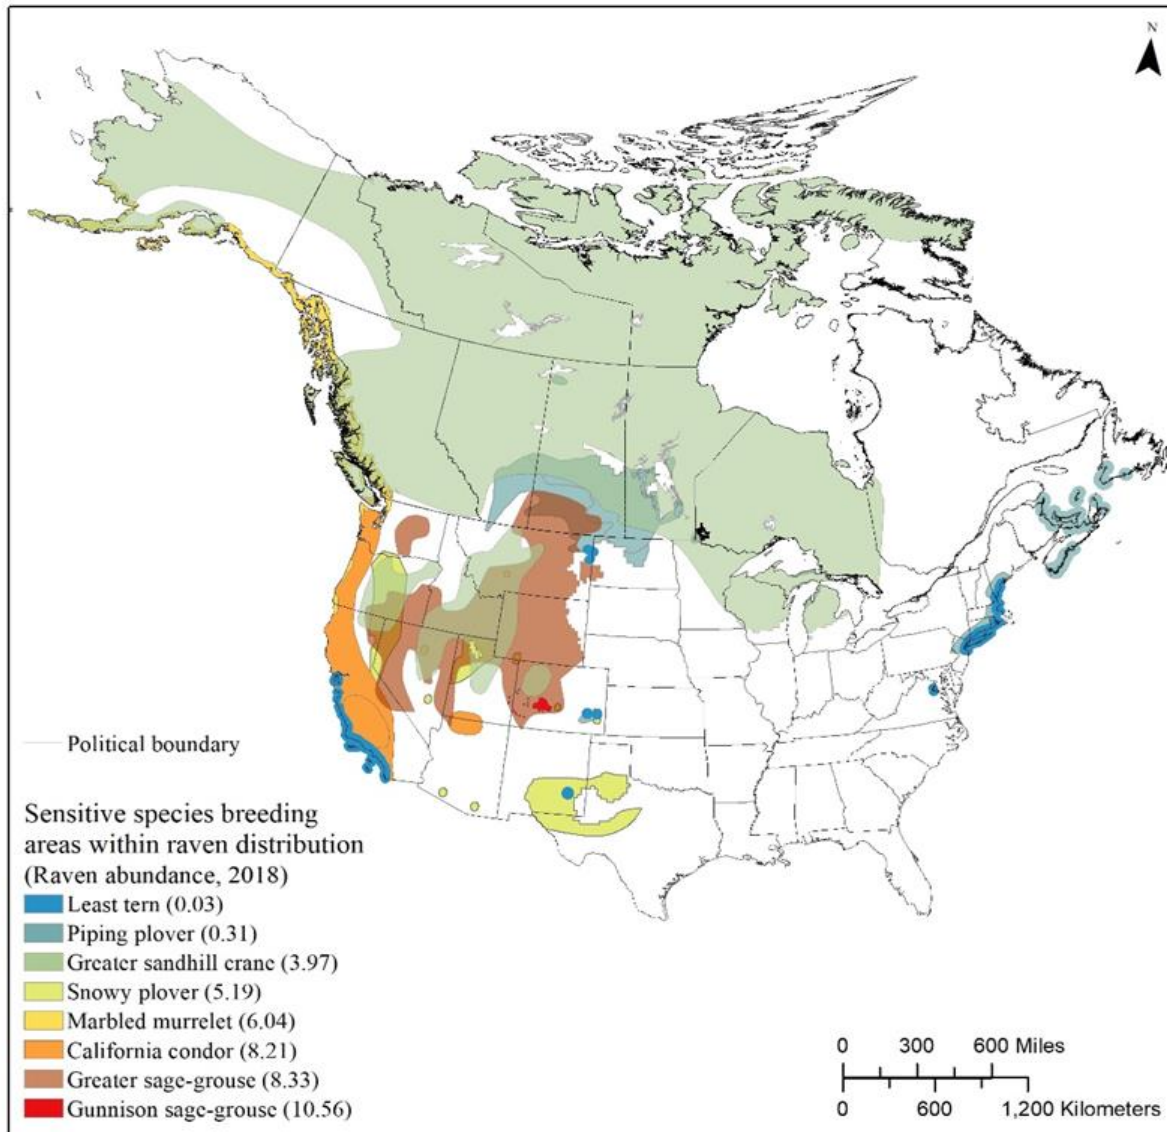 N
Political boundary
Sensitive species breeding
areas within raven distribution
(Raven abundance, 2018)
Least tern (0.03)
Piping plover (0.31)
Greater sandhill crane (3.97)
Snowy plover (5.19)
Marbled murrelet (6.04)
California condor (8.21)
Greater sage-grouse (8.33)
Gunnison sage-grouse (10.56)
0 300 600 Miles
0 600 1,200 Kilometers